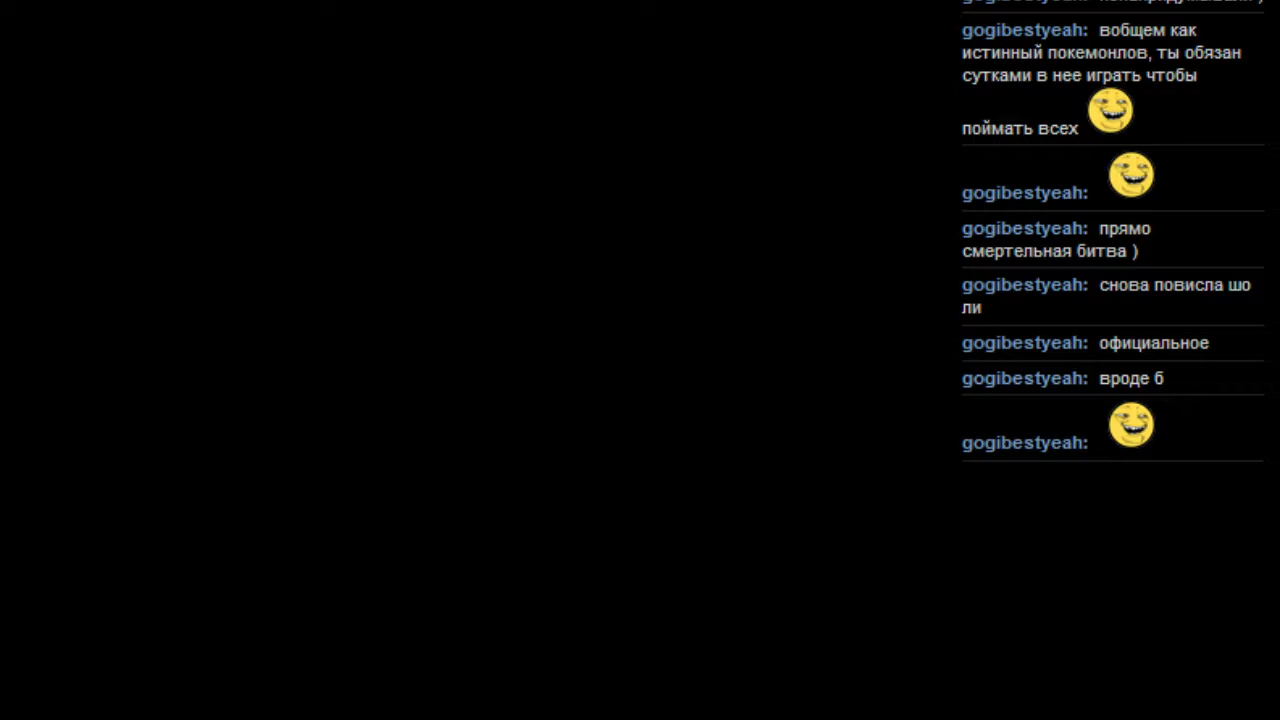 gogibestyeah:
gogibestyeah: вобщем как
истинный покемонлов, ты обязан
сутками в нее играть чтобы
поймать всех
gogibestyeah:
gogibestyeah: прямо
смертельная битва )
gogibestyeah: снова повисла шо
ли
gogibestyeah: официальное
gogibestyeah: вроде б
gogibestyeah: